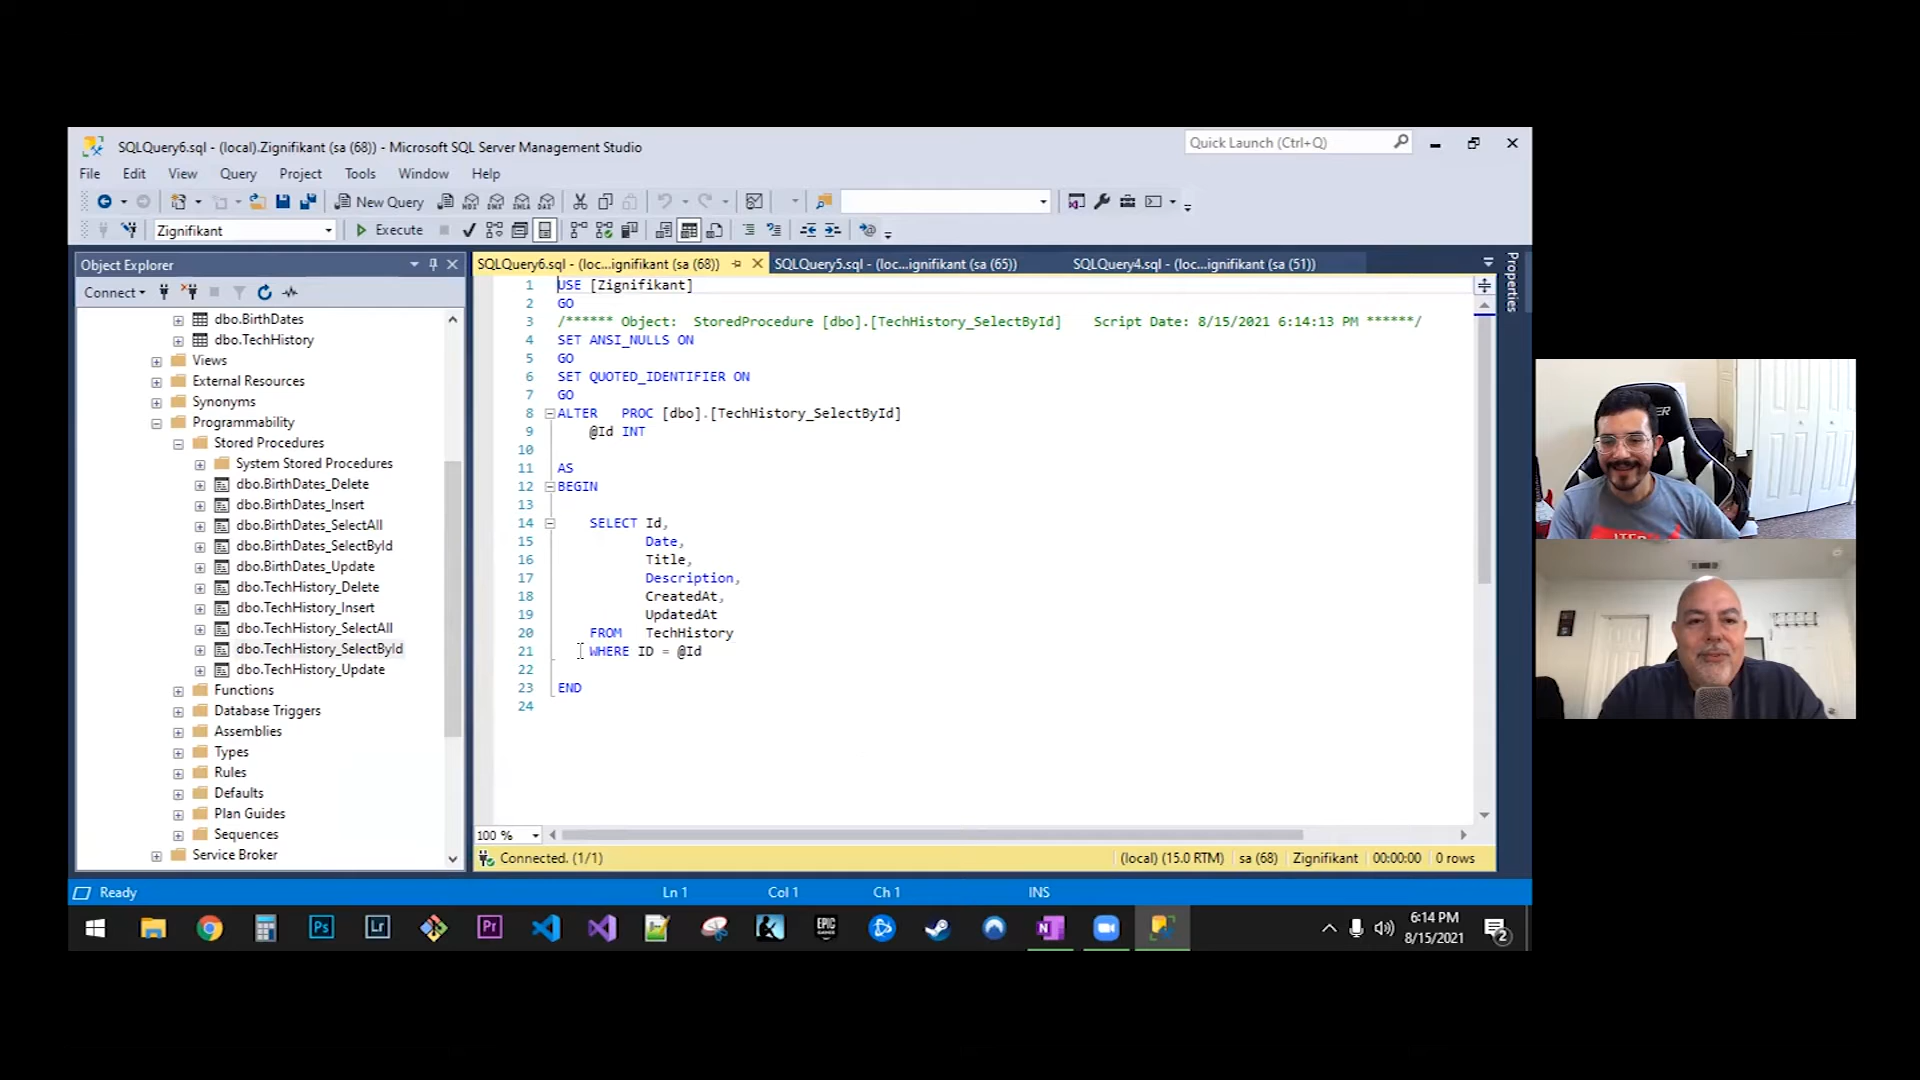 SQLQuery6.sql - (local).Zignifikant (sa (68)) - Microsoft SQL Server Management Studio
Quick Launch (Ctrl+Q)
File Edit View Query Project Tools Window Help
New Query
Zignifikant
Execute
Object Explorer
Connect
dbo.BirthDates
dbo.TechHistory
Views
External Resources
Synonyms
Programmability
Stored Procedures
System Stored Procedures
dbo.BirthDates_Delete
dbo.BirthDates_Insert
dbo.BirthDates_SelectAll
dbo.BirthDates_SelectById
dbo.BirthDates_Update
dbo.TechHistory_Delete
dbo.TechHistory_Insert
dbo.TechHistory_SelectAll
dbo.TechHistory_SelectById
dbo.TechHistory_Update
Functions
Database Triggers
Assemblies
Types
Rules
Defaults
Plan Guides
Sequences
Service Broker
SQLQuery6.sql - (loc...ignifikant (sa (68)) SQLQuery5.sql - (loc...ignifikant (sa (65)) SQLQuery4.sql - (loc...ignifikant (sa (51))
Properties
1 USE [Zignifikant]
2 GO
3 /****** Object: StoredProcedure [dbo].[TechHistory_SelectById] Script Date: 8/15/2021 6:14:13 PM ******/
4 SET ANSI_NULLS ON
5 GO
6 SET QUOTED_IDENTIFIER ON
7 GO
8 ALTER PROC [dbo].[TechHistory_SelectById]
9 @Id INT
10
11 AS
12 BEGIN
13
14 SELECT Id,
15 Date,
16 Title,
17 Description,
18 CreatedAt,
19 UpdatedAt
20 FROM TechHistory
21 WHERE ID = @Id
22
23 END
24
100 %
Connected. (1/1) (local) (15.0 RTM) sa (68) Zignifikant 00:00:00 0 rows
Ready Ln 1 Col 1 Ch 1 INS
Ps Lr Pr EPIC N
6:14 PM
8/15/2021
2